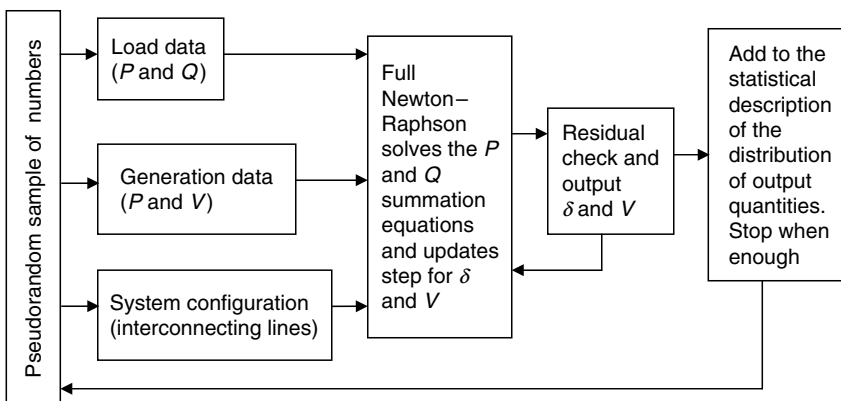 Pseudorandom sample of numbers
Load data
(P and Q)
Generation data
(P and V)
System configuration
(interconnecting lines)
Full
Newton–
Raphson
solves the P
and Q
summation
equations
and updates
step for δ
and V
Residual
check and
output
δ and V
Add to the
statistical
description
of the
distribution
of output
quantities.
Stop when
enough